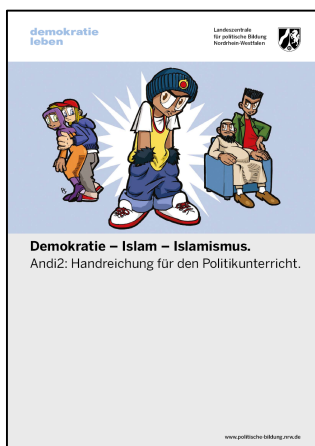 demokratie
leben
Landeszentrale
für politische Bildung
Nordrhein-Westfalen
Demokratie – Islam – Islamismus.
Andi2: Handreichung für den Politikunterricht.
www.politische-bildung.nrw.de